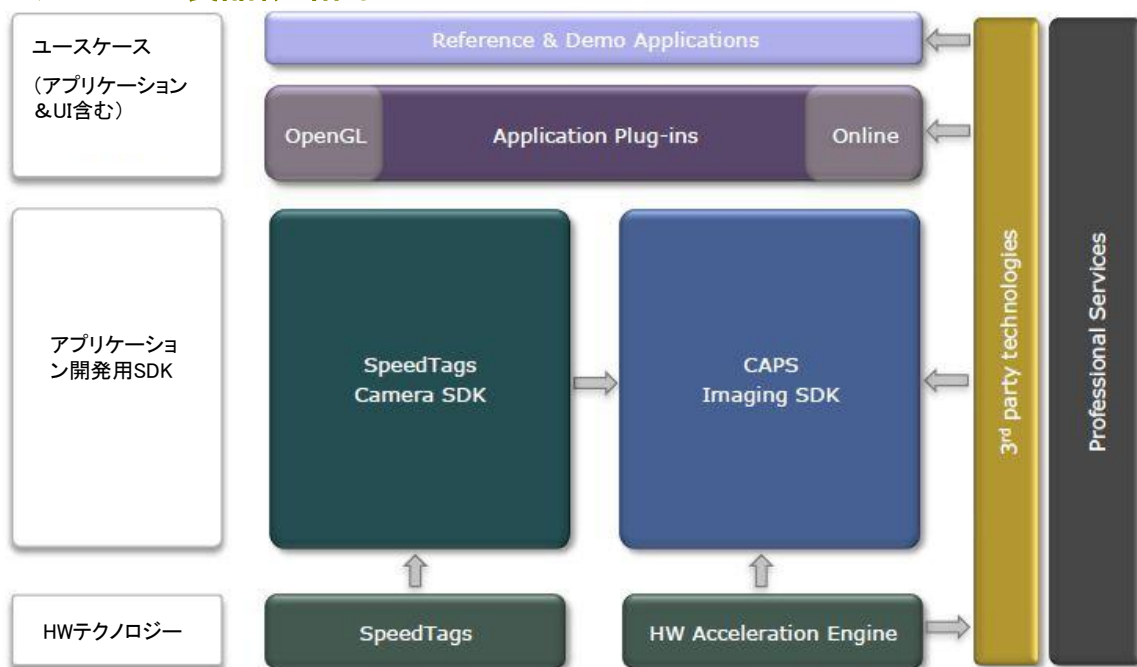 ユースケース
（アプリケーション
＆UI含む）
Reference & Demo Applications
OpenGL
Application Plug-ins
Online
アプリケーショ
ン開発用SDK
SpeedTags
Camera SDK
CAPS
Imaging SDK
HWテクノロジー
SpeedTags
HW Acceleration Engine
3rd party technologies
Professional Services